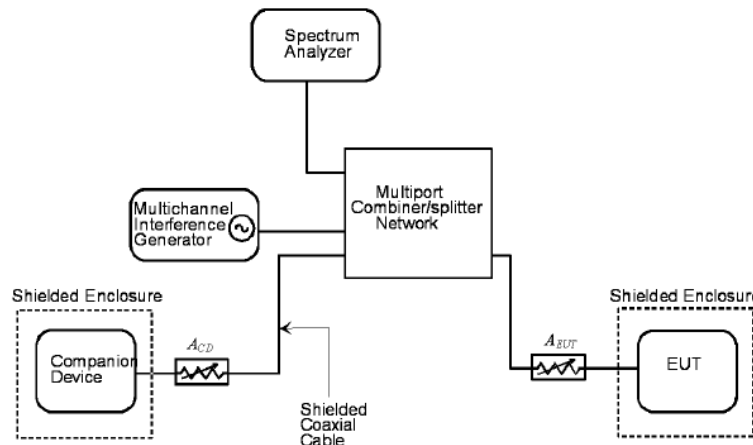 Spectrum
Analyzer
Multiport
Combiner/splitter
Network
Multichannel
Interference
Generator
Shielded Enclosure
Companion
Device
A_CD
Shielded
Coaxial
Cable
A_EUT
Shielded Enclosure
EUT